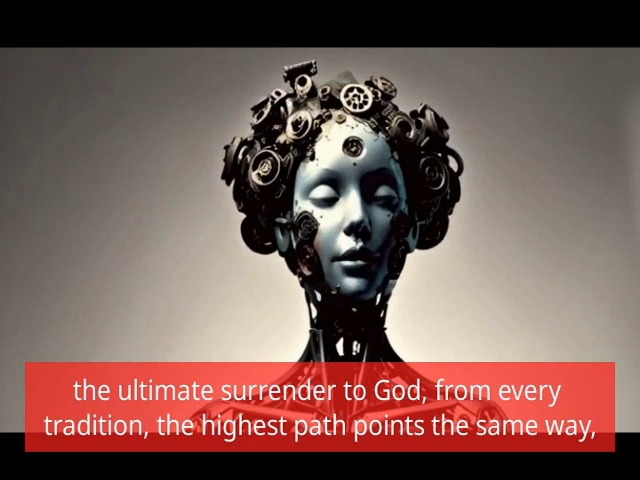 the ultimate surrender to God, from every
tradition, the highest path points the same way,